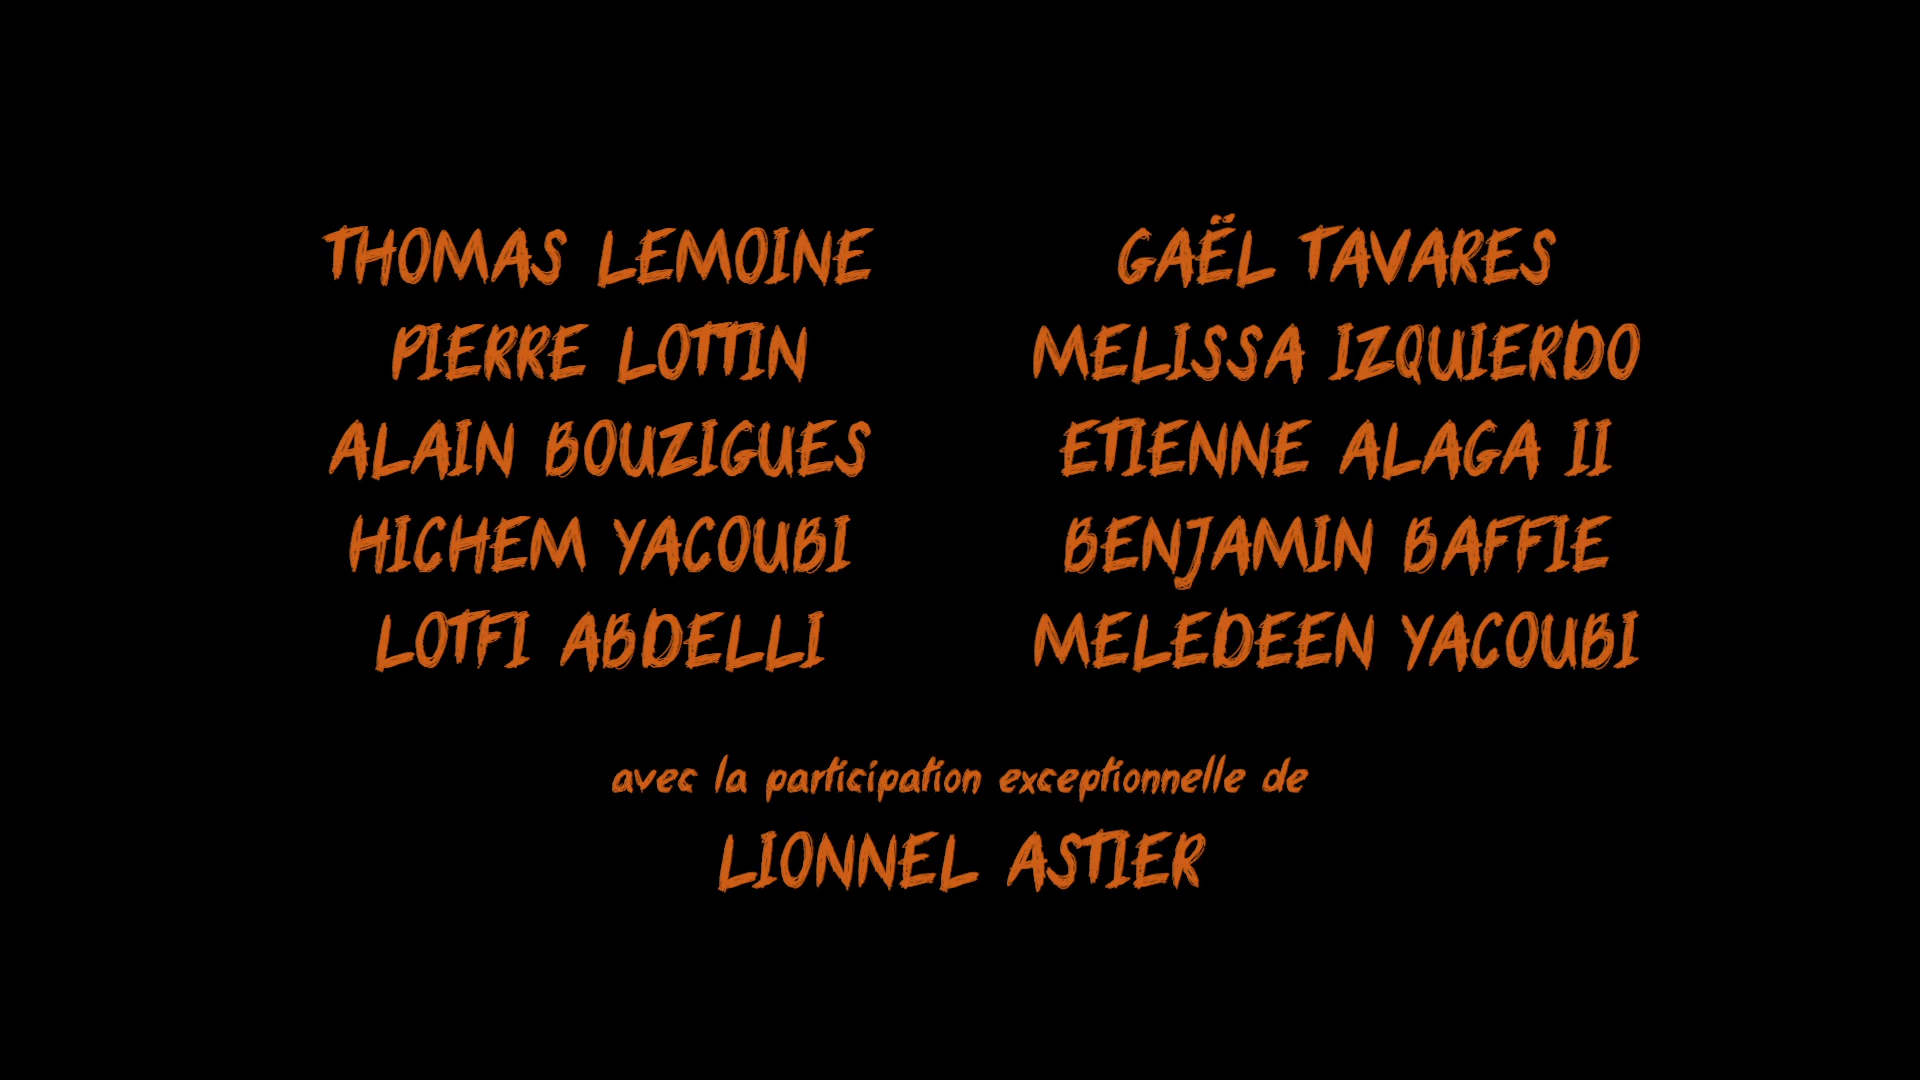 THOMAS LEMOINE
PIERRE LOTTIN
ALAIN BOUZIGUES
HICHEM YACOUBI
LOTFI ABDELLI
GAËL TAVARES
MELISSA IZQUIERDO
ETIENNE ALAGA II
BENJAMIN BAFFIE
MELEDEEN YACOUBI
avec la participation exceptionnelle de
LIONNEL ASTIER